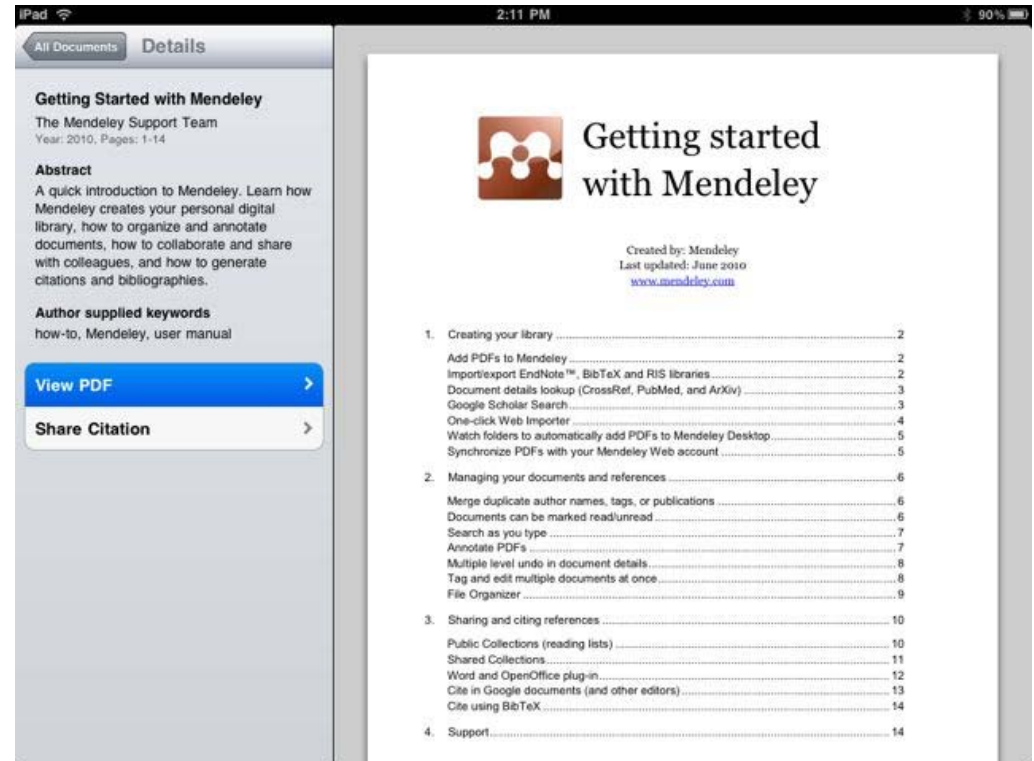 iPad 2:11 PM 90%
All Documents Details
Getting Started with Mendeley
The Mendeley Support Team
Year: 2010, Pages: 1-14
Abstract
A quick introduction to Mendeley. Learn how
Mendeley creates your personal digital
library, how to organize and annotate
documents, how to collaborate and share
with colleagues, and how to generate
citations and bibliographies.
Author supplied keywords
how-to, Mendeley, user manual
View PDF
Share Citation
Getting started
with Mendeley
Created by: Mendeley
Last updated: June 2010
www.mendeley.com
1. Creating your library 2
Add PDFs to Mendeley 2
Import/export EndNote™, BibTeX and RIS libraries 2
Document details lookup (CrossRef, PubMed, and ArXiv) 3
Google Scholar Search 3
One-click Web Importer 4
Watch folders to automatically add PDFs to Mendeley Desktop 5
Synchronize PDFs with your Mendeley Web account 5
2. Managing your documents and references 6
Merge duplicate author names, tags, or publications 6
Documents can be marked read/unread 6
Search as you type 7
Annotate PDFs 7
Multiple level undo in document details 8
Tag and edit multiple documents at once 8
File Organizer 9
3. Sharing and citing references 10
Public Collections (reading lists) 10
Shared Collections 11
Word and OpenOffice plug-in 12
Cite in Google documents (and other editors) 13
Cite using BibTeX 14
4. Support 14